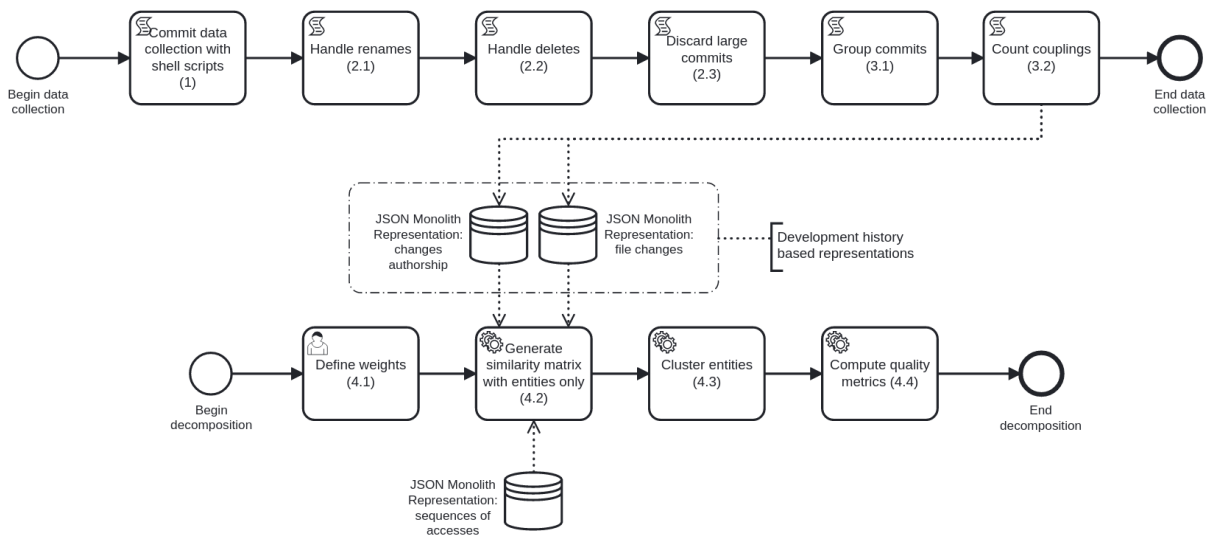 Commit data
collection with
shell scripts
(1)
Handle renames
(2.1)
Handle deletes
(2.2)
Discard large
commits
(2.3)
Group commits
(3.1)
Count couplings
(3.2)
Begin data
collection
End data
collection
JSON Monolith
Representation:
changes
authorship
JSON Monolith
Representation:
file changes
Development history
based representations
Define weights
(4.1)
Generate
similarity matrix
with entities only
(4.2)
Cluster entities
(4.3)
Compute quality
metrics (4.4)
Begin
decomposition
End
decomposition
JSON Monolith
Representation:
sequences of
accesses